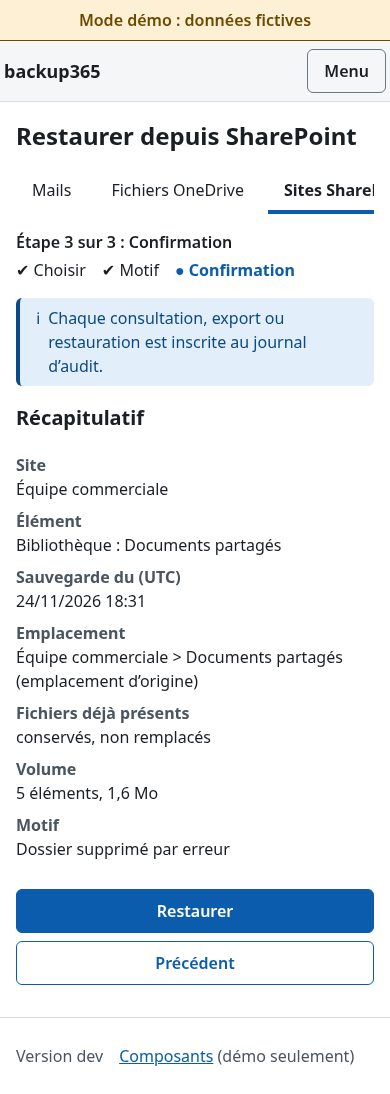 Mode démo : données fictives
backup365
Menu
Restaurer depuis SharePoint
Mails
Fichiers OneDrive
Sites Share
Étape 3 sur 3 : Confirmation
✔ Choisir ✔ Motif ● Confirmation
i Chaque consultation, export ou
restauration est inscrite au journal
d’audit.
Récapitulatif
Site
Équipe commerciale
Élément
Bibliothèque : Documents partagés
Sauvegarde du (UTC)
24/11/2026 18:31
Emplacement
Équipe commerciale > Documents partagés
(emplacement d’origine)
Fichiers déjà présents
conservés, non remplacés
Volume
5 éléments, 1,6 Mo
Motif
Dossier supprimé par erreur
Restaurer
Précédent
Version dev Composants (démo seulement)